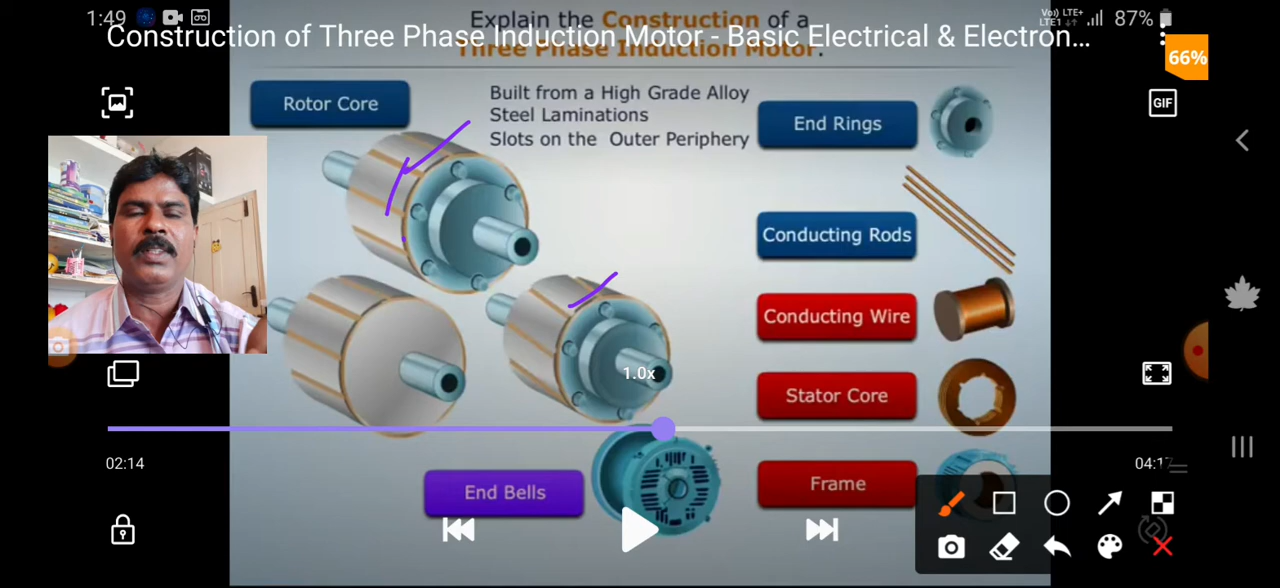 1:49
Vo) LTE+
LTE1
87%
Explain the Construction of a
Three Phase Induction Motor.
Construction of Three Phase Induction Motor - Basic Electrical & Electron...
66%
GIF
Rotor Core
Built from a High Grade Alloy
Steel Laminations
Slots on the Outer Periphery
End Rings
Conducting Rods
Conducting Wire
1.0x
Stator Core
02:14
04:1
End Bells
Frame